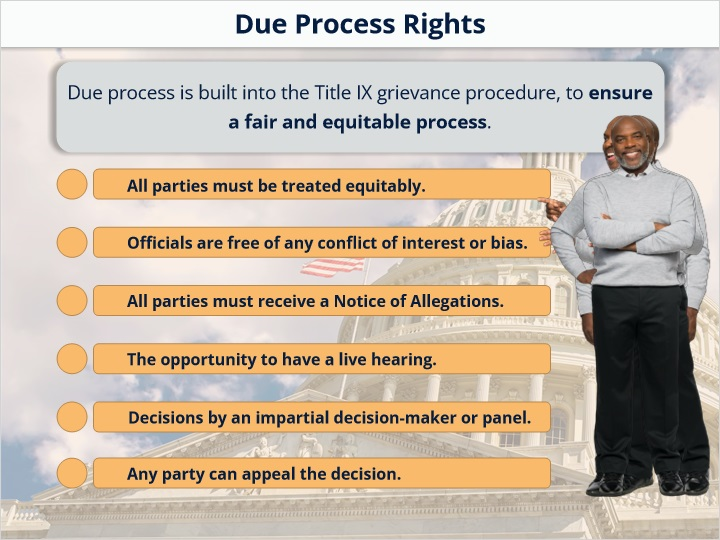 Due Process Rights
Due process is built into the Title IX grievance procedure, to ensure
a fair and equitable process.
All parties must be treated equitably.
Officials are free of any conflict of interest or bias.
All parties must receive a Notice of Allegations.
The opportunity to have a live hearing.
Decisions by an impartial decision-maker or panel.
Any party can appeal the decision.